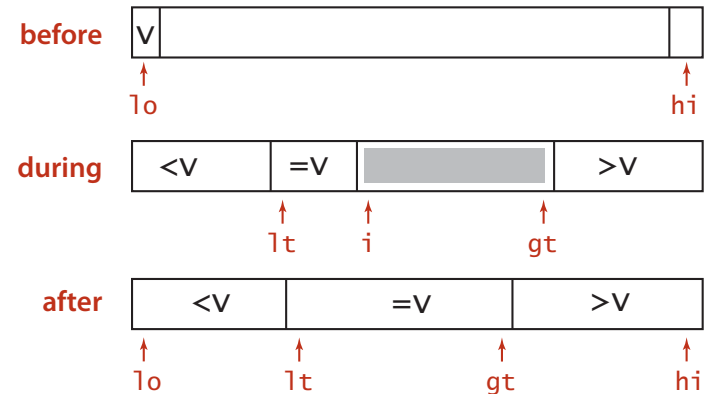 before V
lo hi
during <V =V >V
lt i gt
after <V =V >V
lo lt gt hi